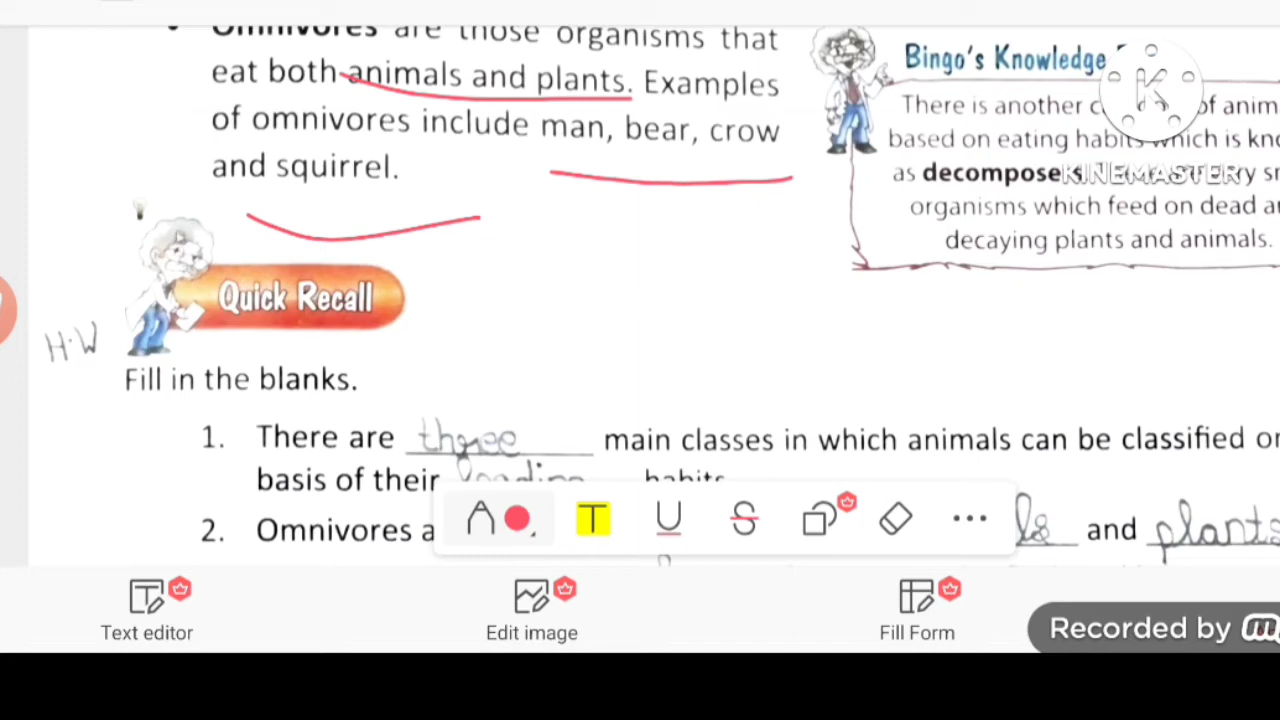 Omnivores are those organisms that
eat both animals and plants. Examples
of omnivores include man, bear, crow
and squirrel.
Bingo's Knowledge
There is another of anim
based on eating habits which is kno
as decompose
KINEMASTER
organisms which feed on dead an
decaying plants and animals.
Quick Recall
H.W
Fill in the blanks.
1. There are three main classes in which animals can be classified on
basis of their habits
2. Omnivores a ls and plants
Text editor
Edit image
Fill Form
Recorded by